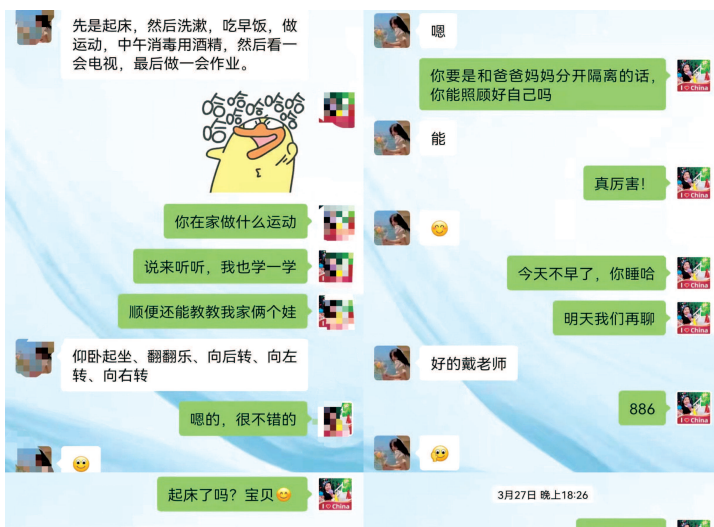 先是起床，然后洗漱，吃早饭，做
运动，中午消毒用酒精，然后看一
会电视，最后做一会作业。
哈哈哈哈哈哈哈哈
你在家做什么运动
说来听听，我也学一学
顺便还能教教我家俩个娃
仰卧起坐、翻翻乐、向后转、向左
转、向右转
嗯的，很不错的
起床了吗？宝贝
I ♡ China
嗯
你要是和爸爸妈妈分开隔离的话，
你能照顾好自己吗
I ♡ China
能
真厉害！
I ♡ China
今天不早了，你睡哈
I ♡ China
明天我们再聊
I ♡ China
好的戴老师
886
I ♡ China
3月27日 晚上18:26